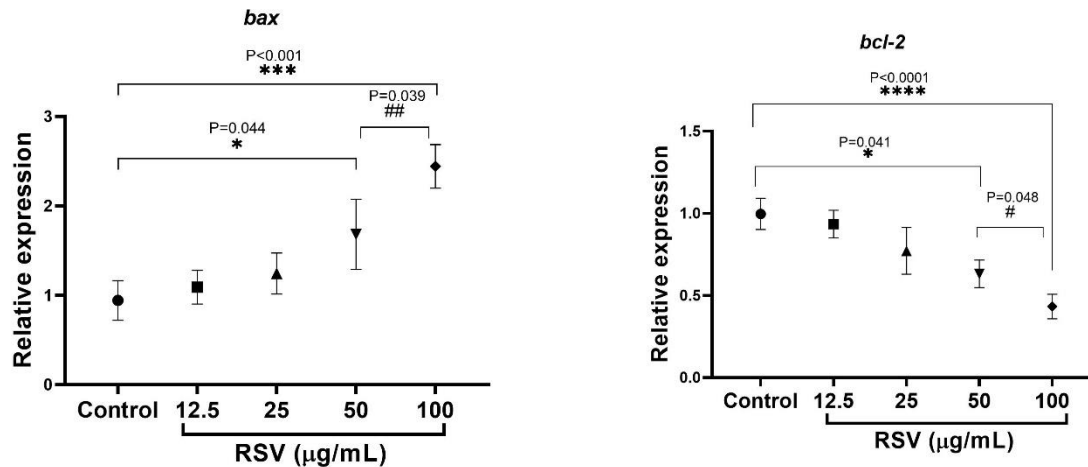 bax
P<0.001
***
P=0.039
##
P=0.044
*
3
2
1
0
Relative expression
Control 12.5 25 50 100
RSV (μg/mL)
bcl-2
P<0.0001
****
P=0.041
*
P=0.048
#
1.5
1.0
0.5
0.0
Relative expression
Control 12.5 25 50 100
RSV (μg/mL)